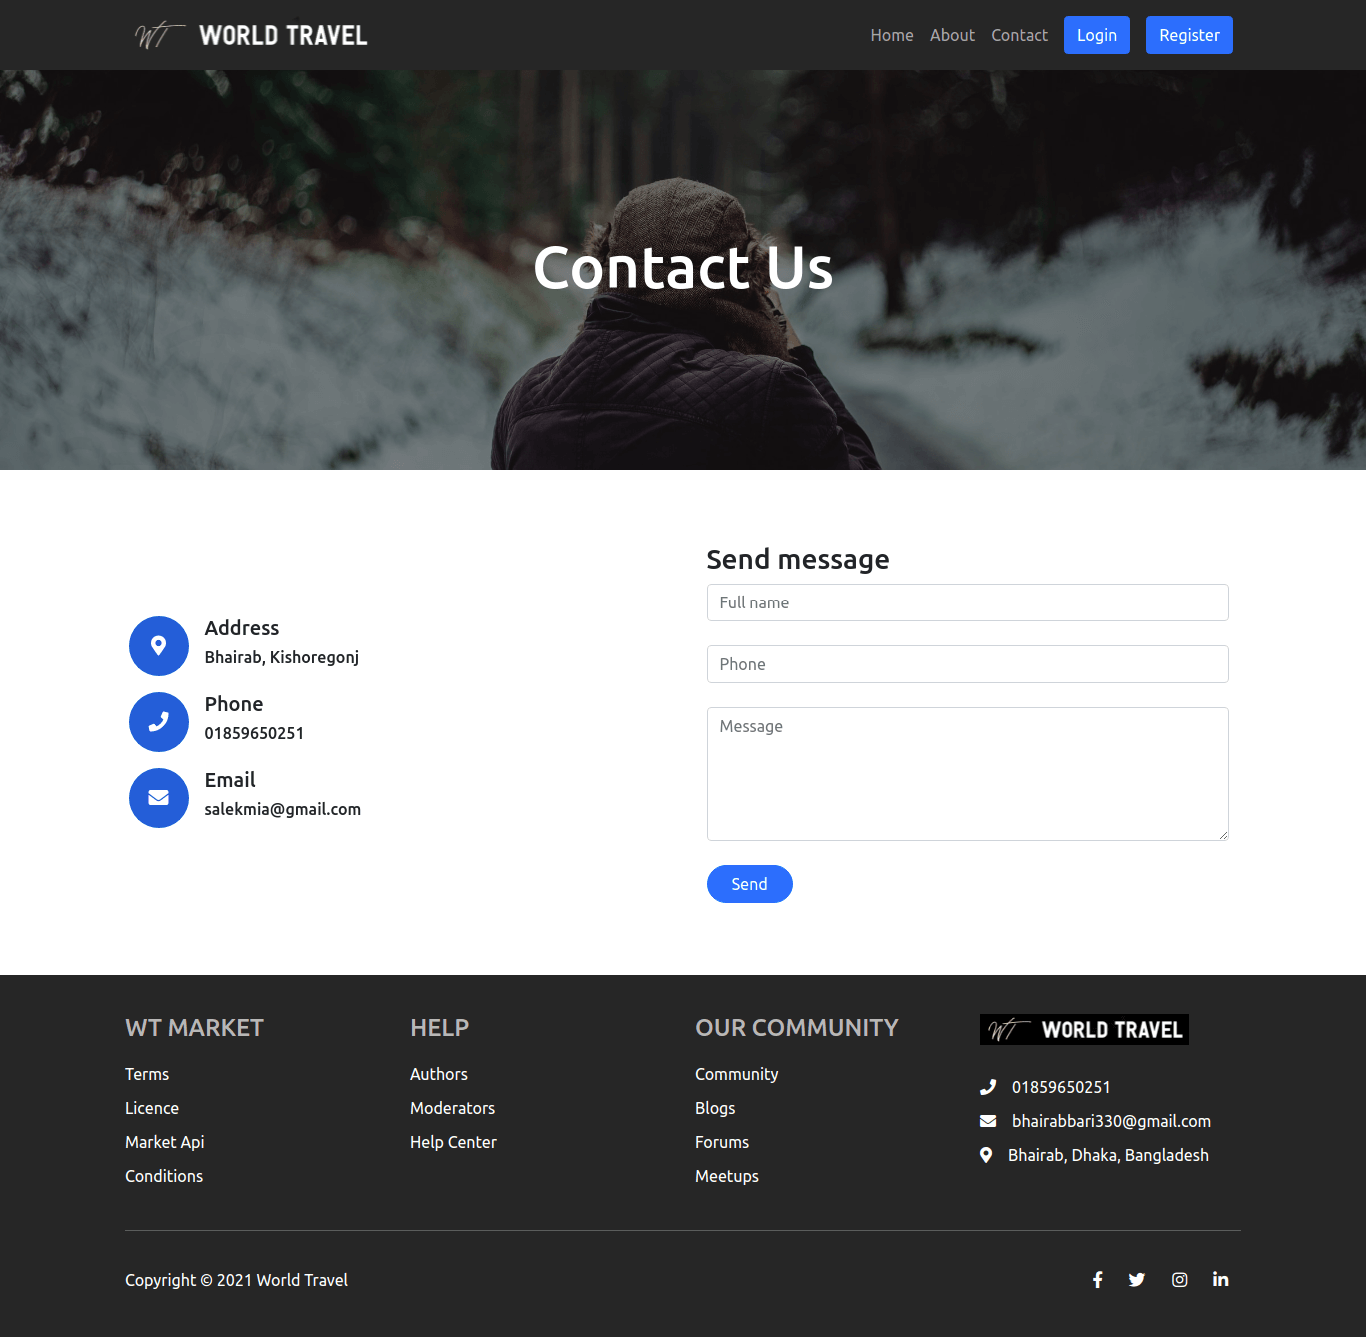 WT WORLD TRAVEL
Home About Contact Login Register
Contact Us
Address
Bhairab, Kishoregonj
Phone
01859650251
Email
salekmia@gmail.com
Send message
Full name
Phone
Message
Send
WT MARKET
Terms
Licence
Market Api
Conditions
HELP
Authors
Moderators
Help Center
OUR COMMUNITY
Community
Blogs
Forums
Meetups
WT WORLD TRAVEL
01859650251
bhairabbari330@gmail.com
Bhairab, Dhaka, Bangladesh
Copyright © 2021 World Travel